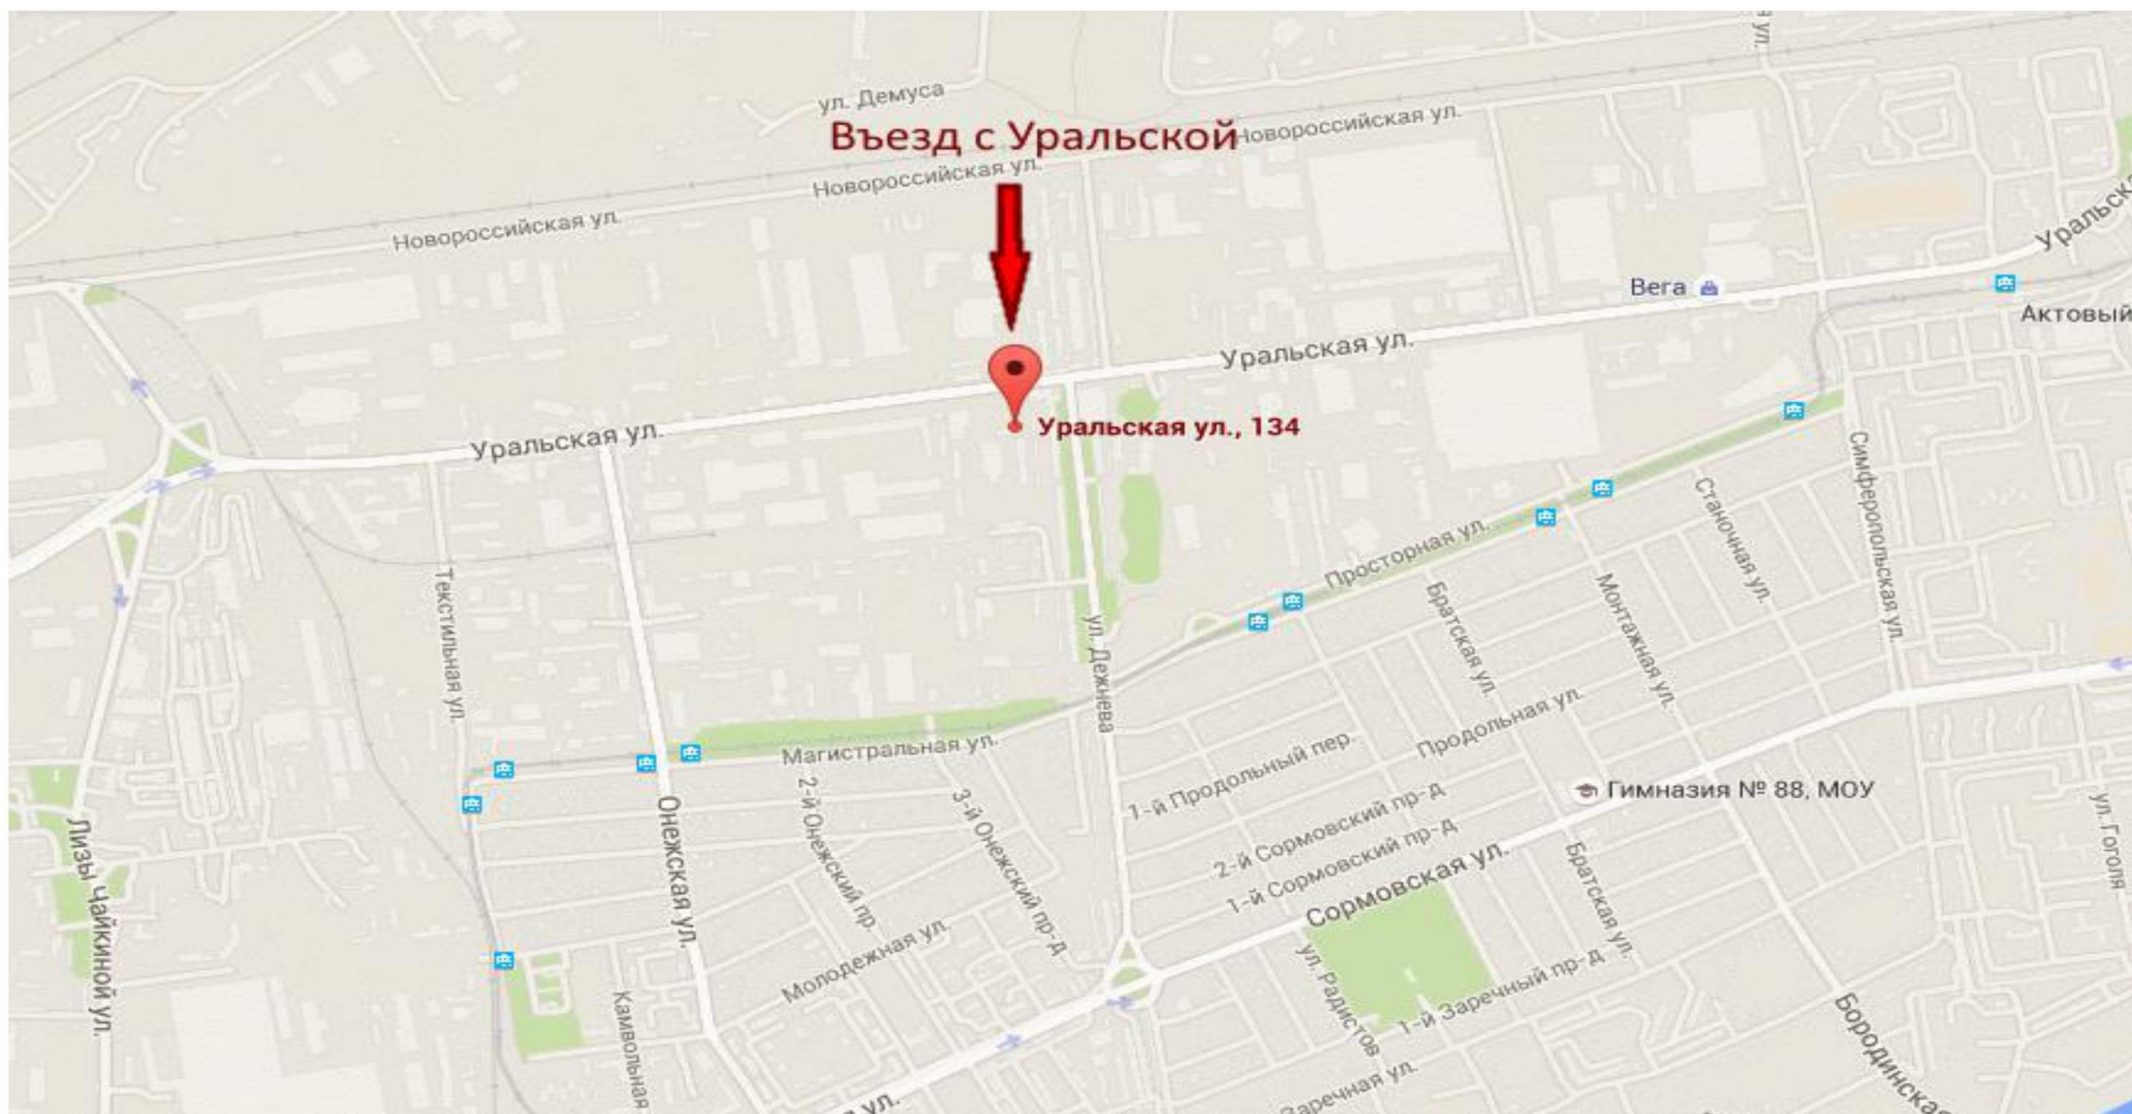 ул. Демуса
Въезд с Уральской
Новороссийская ул.
Новороссийская ул.
Новороссийская ул.
Уральск
Вега
Актовый
Уральская ул.
Уральская ул., 134
Уральская ул.
Симферопольская ул.
Станочная ул.
Просторная ул.
Текстильная ул.
Братская ул.
Монтажная ул.
ул. Дежнева
Магистральная ул.
Продольная ул.
1-й Продольный пер.
2-й Онежский пр.
3-й Онежский пр-д
Гимназия № 88, МОУ
ул. Гоголя
Онежская ул.
2-й Сормовский пр-д
1-й Сормовский пр-д
Сормовская ул.
Братская ул.
Лизы Чайкиной ул.
Молодежная ул.
ул. Радистов
1-й Заречный пр-д
Камвольная
Бородинская
Заречная ул.
ул.